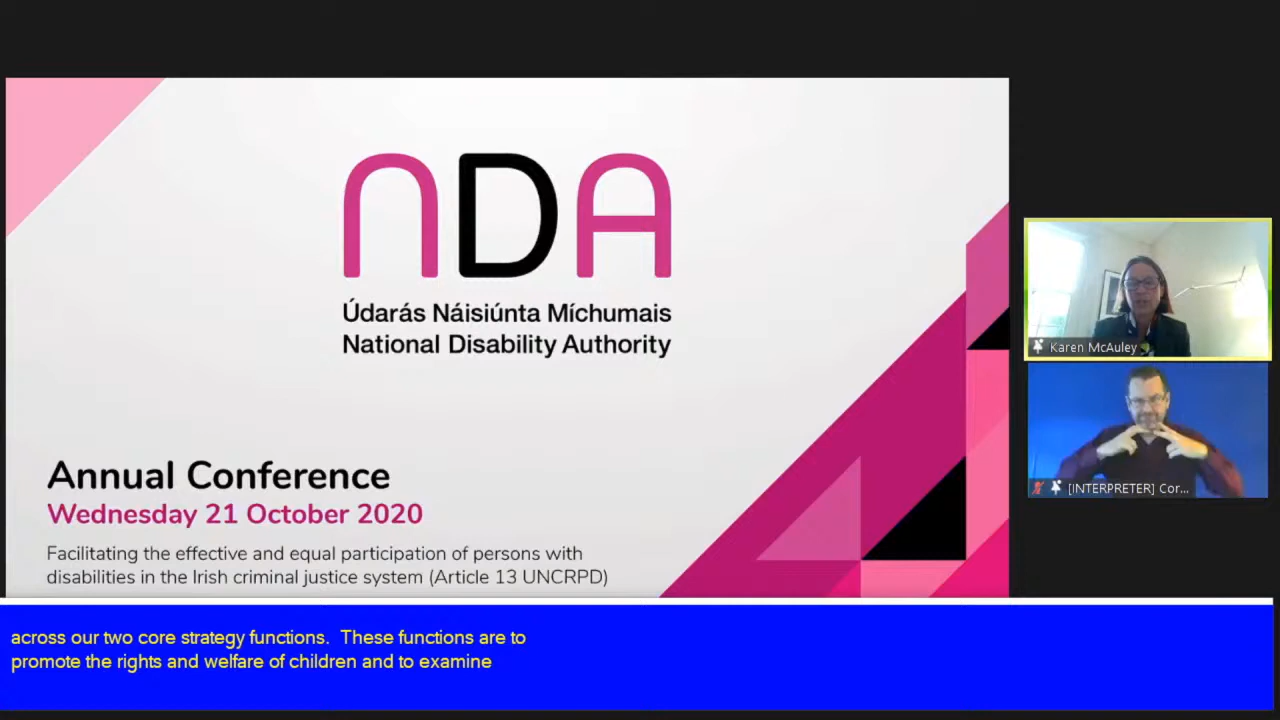 NDA
Údarás Náisiúnta Míchumais
National Disability Authority
Annual Conference
Wednesday 21 October 2020
Facilitating the effective and equal participation of persons with
disabilities in the Irish criminal justice system (Article 13 UNCRPD)
Karen McAuley
[INTERPRETER] Cor...
across our two core strategy functions.  These functions are to
promote the rights and welfare of children and to examine